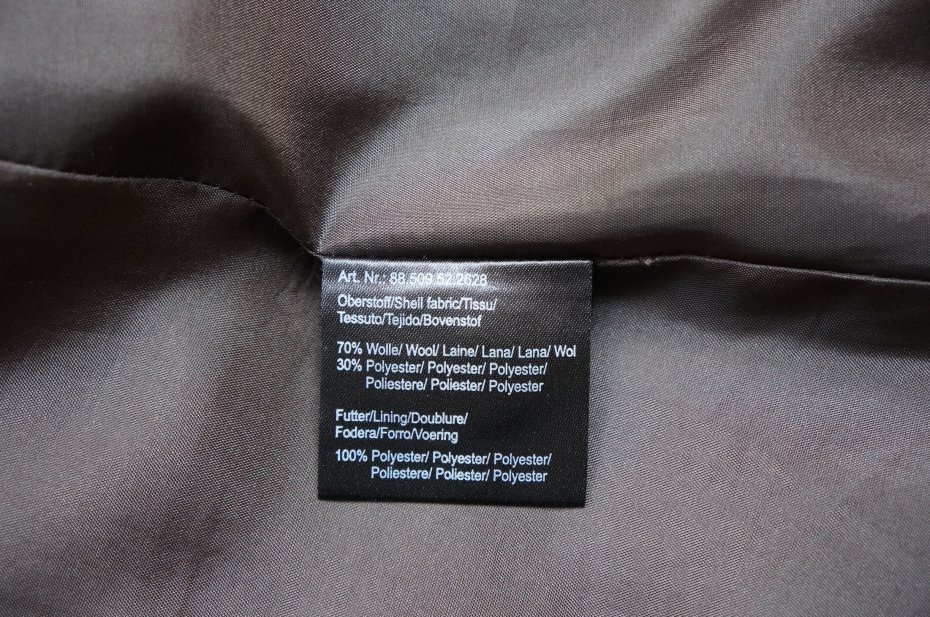 Art. Nr.: 88.509.52.2628
Oberstoff/Shell fabric/Tissu/
Tessuto/Tejido/Bovenstof
70% Wolle/ Wool/ Laine/ Lana/ Lana/ Wol
30% Polyester/ Polyester/ Polyester/
Poliestere/ Poliester/ Polyester
Futter/Lining/Doublure/
Fodera/Forro/Voering
100% Polyester/ Polyester/ Polyester/
Poliestere/ Poliester/ Polyester